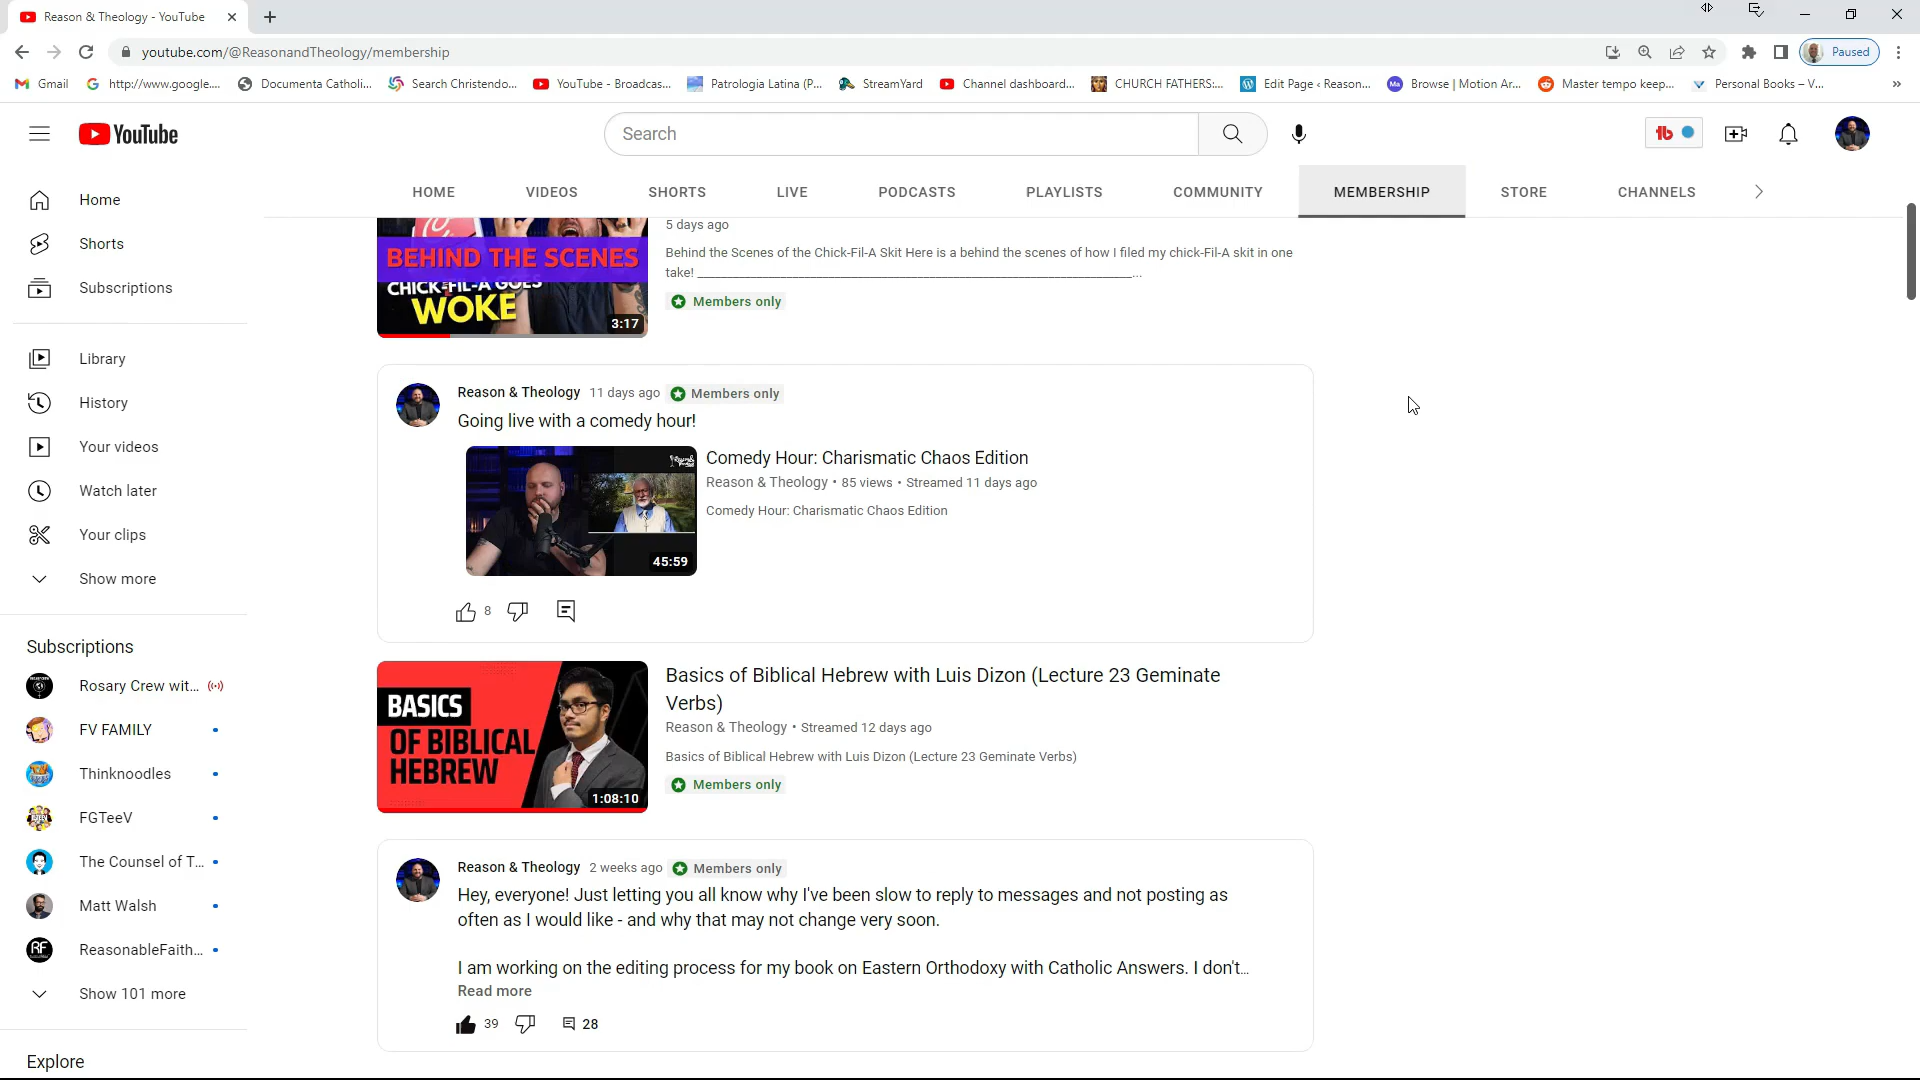 Reason & Theology - YouTube
youtube.com/@ReasonandTheology/membership
Paused
Gmail
http://www.google....
Documenta Catholi...
Search Christendo...
YouTube - Broadcas...
Patrologia Latina (P...
StreamYard
Channel dashboard...
CHURCH FATHERS:...
Edit Page ‹ Reason...
Browse | Motion Ar...
Master tempo keep...
Personal Books – V...
YouTube
Search
HOME
VIDEOS
SHORTS
LIVE
PODCASTS
PLAYLISTS
COMMUNITY
MEMBERSHIP
STORE
CHANNELS
Home
Shorts
Subscriptions
Library
History
Your videos
Watch later
Your clips
Show more
Subscriptions
Rosary Crew wit...
FV FAMILY
Thinknoodles
FGTeeV
The Counsel of T...
Matt Walsh
ReasonableFaith...
Show 101 more
Explore
BEHIND THE SCENES
CHICK-FIL-A GOES
WOKE
3:17
5 days ago
Behind the Scenes of the Chick-Fil-A Skit Here is a behind the scenes of how I filed my chick-Fil-A skit in one
take! ______________________________________________________________...
Members only
Reason & Theology 11 days ago Members only
Going live with a comedy hour!
45:59
Comedy Hour: Charismatic Chaos Edition
Reason & Theology • 85 views • Streamed 11 days ago
Comedy Hour: Charismatic Chaos Edition
8
BASICS
OF BIBLICAL
HEBREW
1:08:10
Basics of Biblical Hebrew with Luis Dizon (Lecture 23 Geminate
Verbs)
Reason & Theology • Streamed 12 days ago
Basics of Biblical Hebrew with Luis Dizon (Lecture 23 Geminate Verbs)
Members only
Reason & Theology 2 weeks ago Members only
Hey, everyone! Just letting you all know why I've been slow to reply to messages and not posting as
often as I would like - and why that may not change very soon.
I am working on the editing process for my book on Eastern Orthodoxy with Catholic Answers. I don't...
Read more
39
28